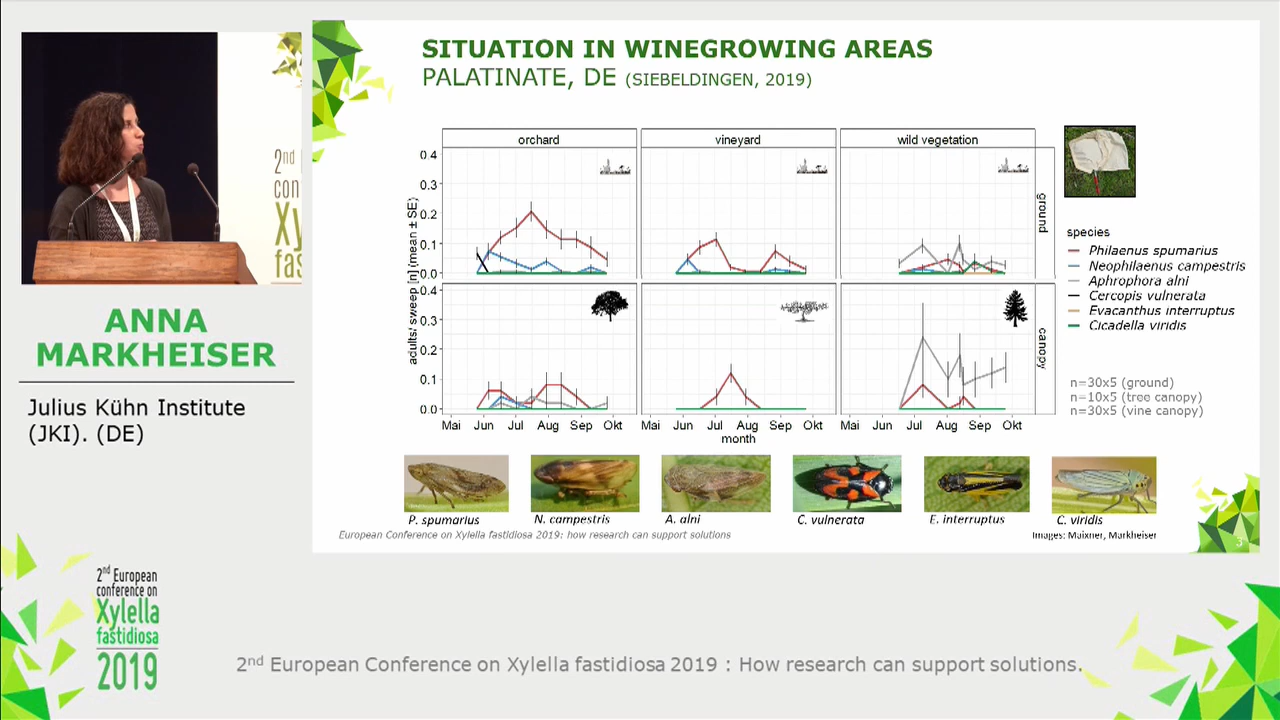 SITUATION IN WINEGROWING AREAS
PALATINATE, DE (SIEBELDINGEN, 2019)
orchard
vineyard
wild vegetation
0.4
0.3
0.2
0.1
0.0
ground
0.4
0.3
0.2
0.1
0.0
canopy
adults/ sweep [n] (mean ± SE)
Mai Jun Jul Aug Sep Okt
Mai Jun Jul Aug Sep Okt
Mai Jun Jul Aug Sep Okt
month
species
Philaenus spumarius
Neophilaenus campestris
Aphrophora alni
Cercopis vulnerata
Evacanthus interruptus
Cicadella viridis
n=30x5 (ground)
n=10x5 (tree canopy)
n=30x5 (vine canopy)
P. spumarius
N. campestris
A. alni
C. vulnerata
E. interruptus
C. viridis
European Conference on Xylella fastidiosa 2019: how research can support solutions
Images: Maixner, Markheiser
3
2nd
con
Xy
fas
ANNA
MARKHEISER
Julius Kühn Institute
(JKI). (DE)
2nd European
conference on
Xylella
fastidiosa
2019
2nd European Conference on Xylella fastidiosa 2019 : How research can support solutions.